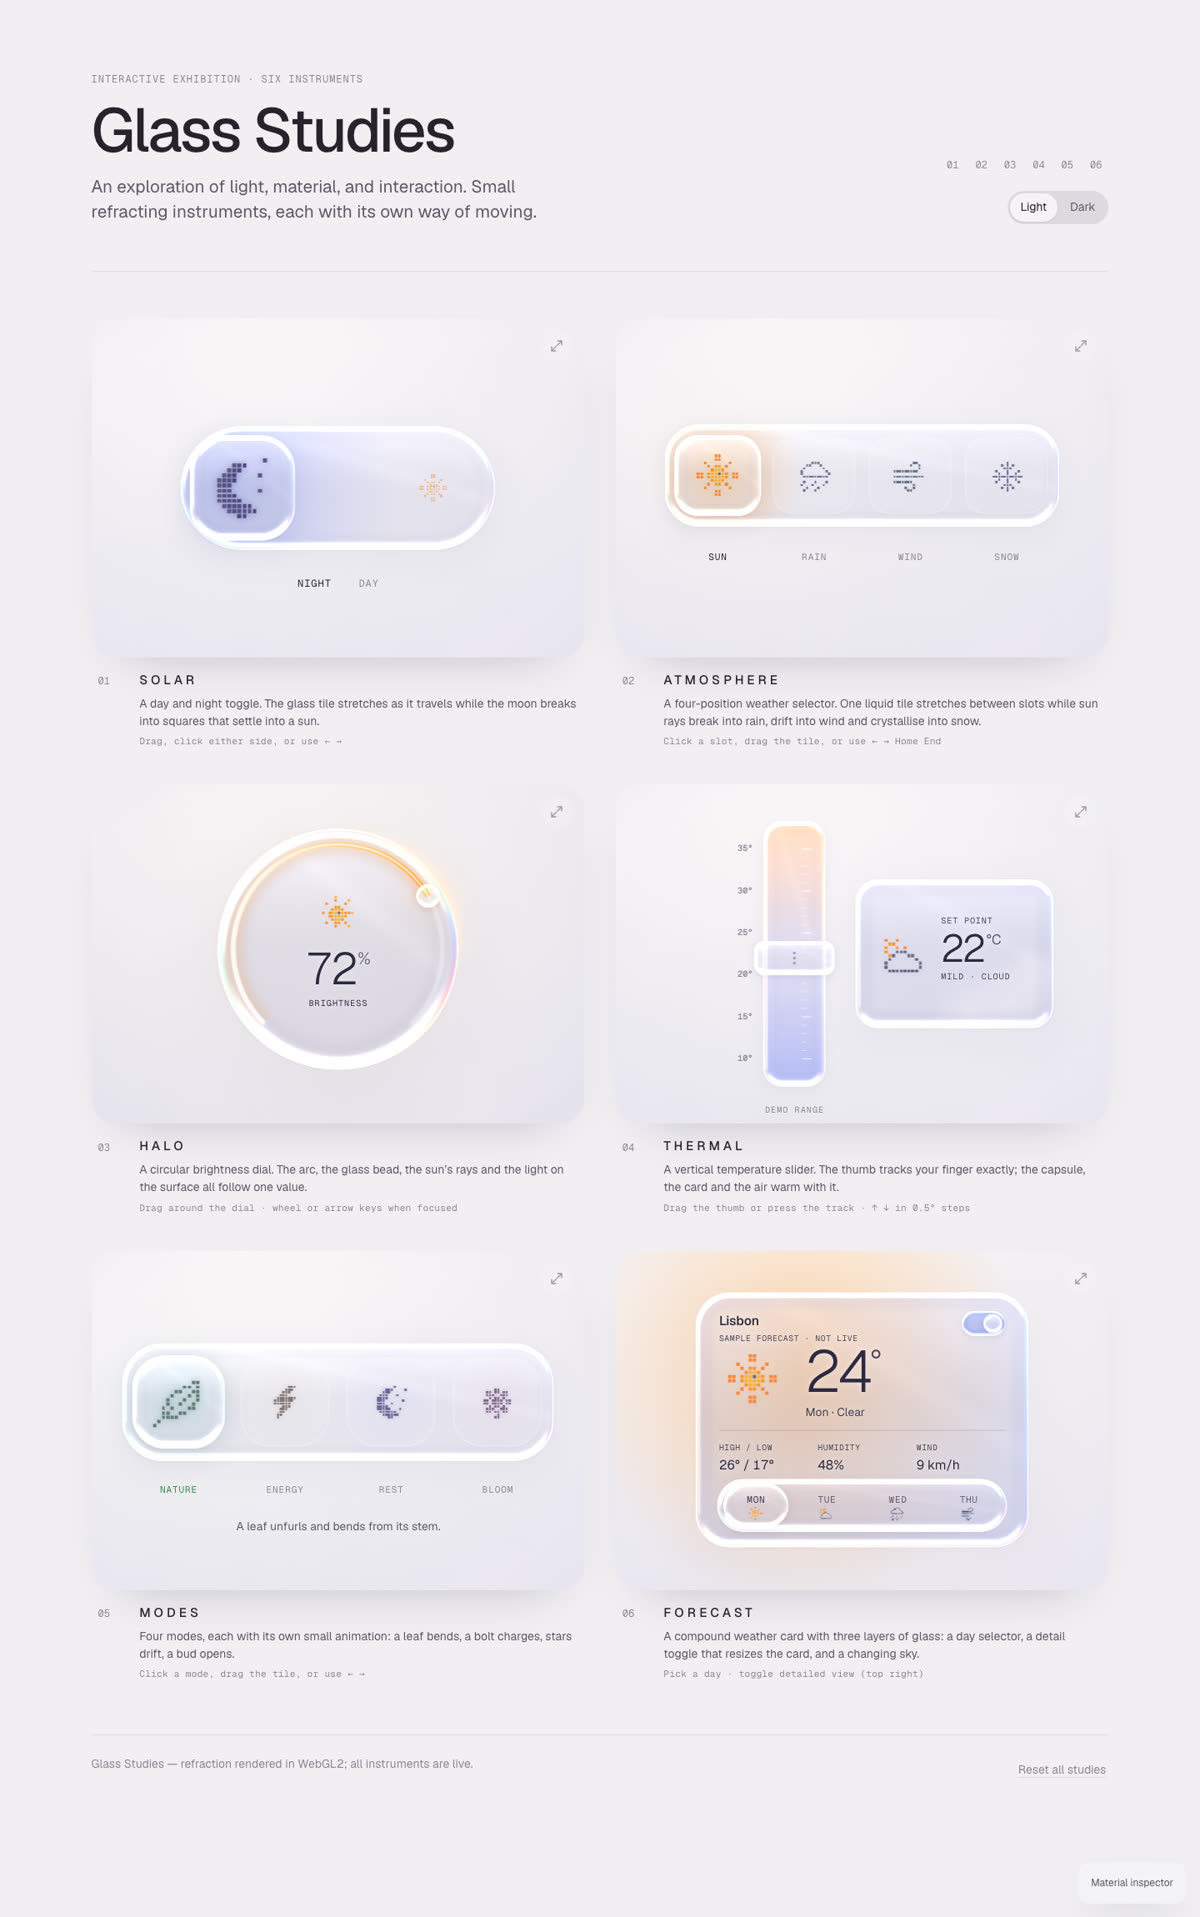 INTERACTIVE EXHIBITION · SIX INSTRUMENTS
Glass Studies
An exploration of light, material, and interaction. Small
refracting instruments, each with its own way of moving.
01 02 03 04 05 06
Light Dark
NIGHT DAY
SUN RAIN WIND SNOW
01 SOLAR
A day and night toggle. The glass tile stretches as it travels while the moon breaks
into squares that settle into a sun.
Drag, click either side, or use ← →
02 ATMOSPHERE
A four-position weather selector. One liquid tile stretches between slots while sun
rays break into rain, drift into wind and crystallise into snow.
Click a slot, drag the tile, or use ← → Home End
72%
BRIGHTNESS
35°
30°
25°
20°
15°
10°
DEMO RANGE
SET POINT
22°C
MILD · CLOUD
03 HALO
A circular brightness dial. The arc, the glass bead, the sun's rays and the light on
the surface all follow one value.
Drag around the dial · wheel or arrow keys when focused
04 THERMAL
A vertical temperature slider. The thumb tracks your finger exactly; the capsule,
the card and the air warm with it.
Drag the thumb or press the track · ↑ ↓ in 0.5° steps
NATURE ENERGY REST BLOOM
A leaf unfurls and bends from its stem.
Lisbon
SAMPLE FORECAST · NOT LIVE
24°
Mon · Clear
HIGH / LOW HUMIDITY WIND
26° / 17° 48% 9 km/h
MON TUE WED THU
05 MODES
Four modes, each with its own small animation: a leaf bends, a bolt charges, stars
drift, a bud opens.
Click a mode, drag the tile, or use ← →
06 FORECAST
A compound weather card with three layers of glass: a day selector, a detail
toggle that resizes the card, and a changing sky.
Pick a day · toggle detailed view (top right)
Glass Studies — refraction rendered in WebGL2; all instruments are live.
Reset all studies
Material inspector